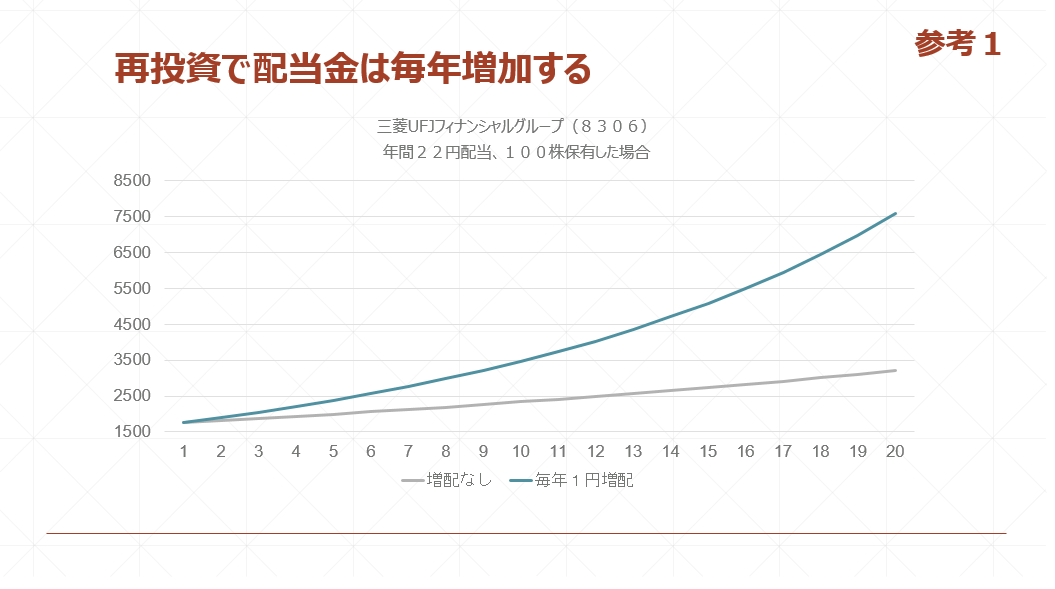 参考１
再投資で配当金は毎年増加する
三菱UFJフィナンシャルグループ（８３０６）
年間２２円配当、１００株保有した場合
8500
7500
6500
5500
4500
3500
2500
1500
1 2 3 4 5 6 7 8 9 10 11 12 13 14 15 16 17 18 19 20
増配なし 毎年１円増配